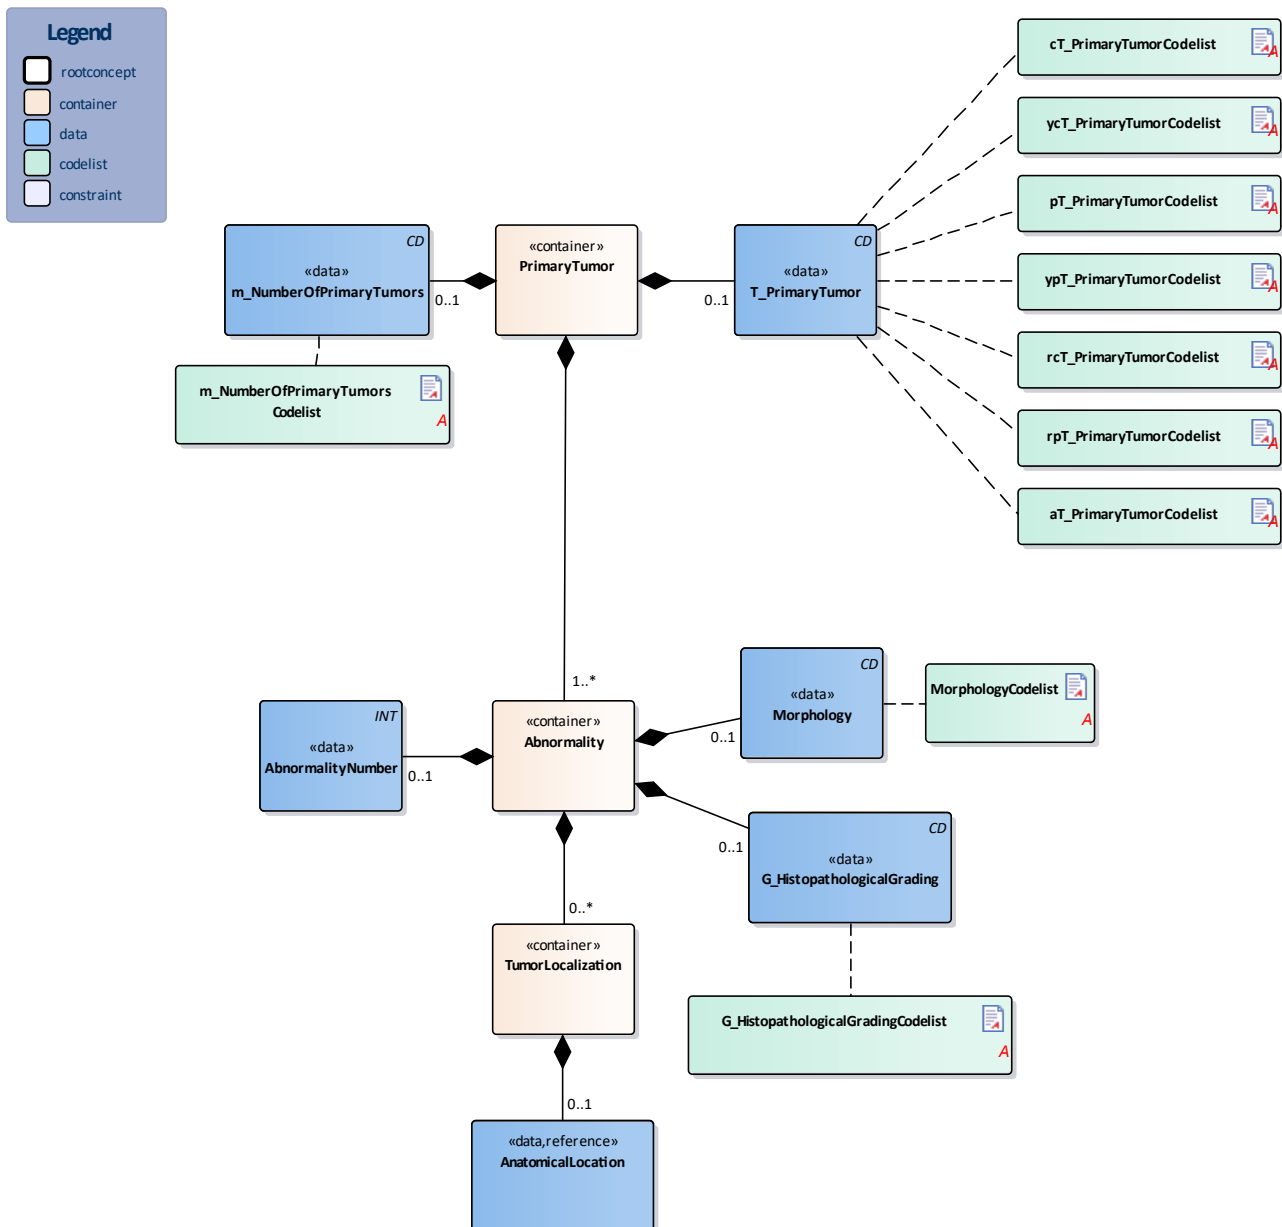 Legend
rootconcept
container
data
codelist
constraint
cT_PrimaryTumorCodelist
A
ycT_PrimaryTumorCodelist
A
pT_PrimaryTumorCodelist
A
ypT_PrimaryTumorCodelist
A
rcT_PrimaryTumorCodelist
A
rpT_PrimaryTumorCodelist
A
aT_PrimaryTumorCodelist
A
CD
«data»
m_NumberOfPrimaryTumors
0..1
«container»
PrimaryTumor
0..1
CD
«data»
T_PrimaryTumor
m_NumberOfPrimaryTumors
Codelist
A
1..*
INT
«data»
AbnormalityNumber
0..1
«container»
Abnormality
0..1
CD
«data»
Morphology
MorphologyCodelist
A
0..1
CD
«data»
G_HistopathologicalGrading
0..*
«container»
TumorLocalization
G_HistopathologicalGradingCodelist
A
0..1
«data,reference»
AnatomicalLocation